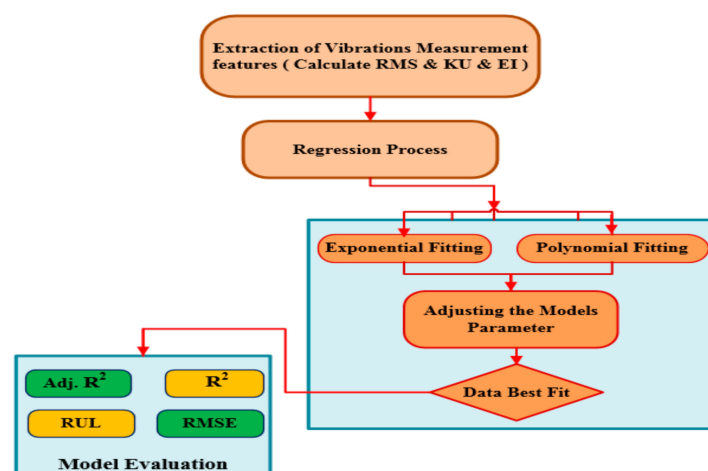 Extraction of Vibrations Measurement
features ( Calculate RMS & KU & EI )
Regression Process
Exponential Fitting
Polynomial Fitting
Adjusting the Models
Parameter
Data Best Fit
Adj. R²
R²
RUL
RMSE
Model Evaluation